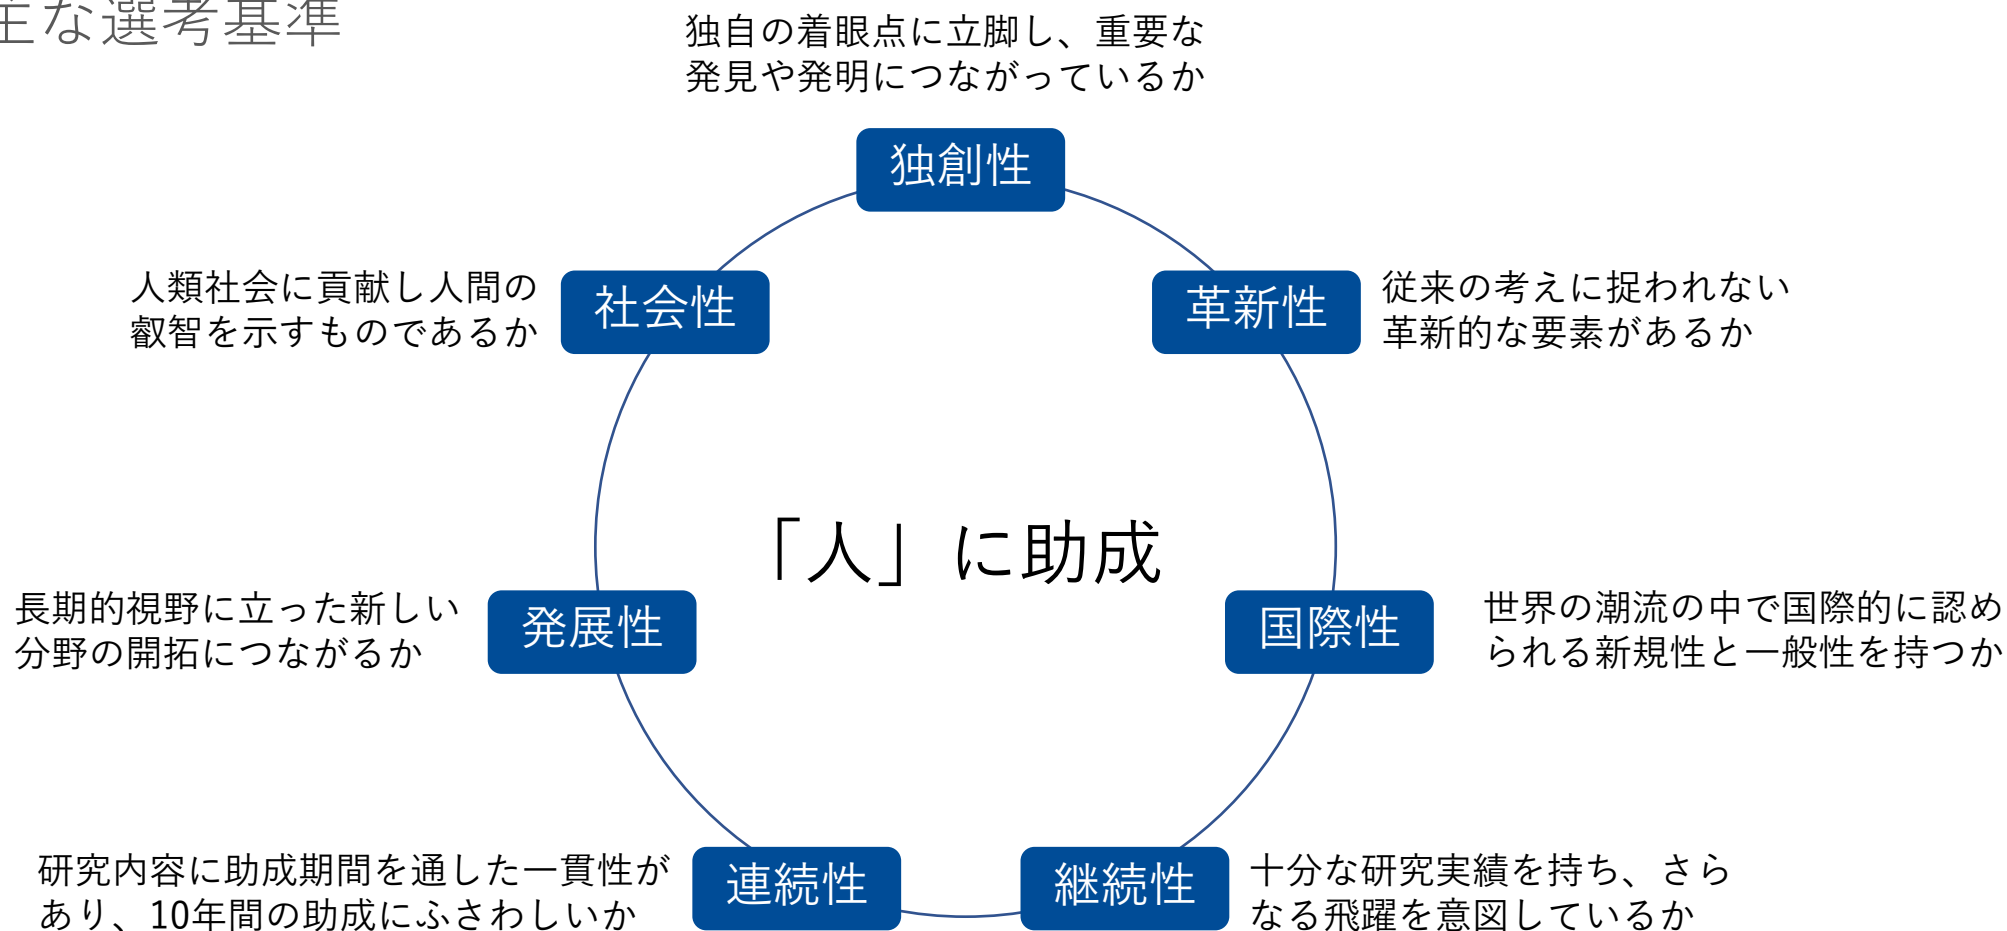 主な選考基準
独自の着眼点に立脚し、重要な
発見や発明につながっているか
独創性
人類社会に貢献し人間の
叡智を示すものであるか
社会性
革新性
従来の考えに捉われない
革新的な要素があるか
「人」に助成
長期的視野に立った新しい
分野の開拓につながるか
発展性
国際性
世界の潮流の中で国際的に認め
られる新規性と一般性を持つか
研究内容に助成期間を通した一貫性が
あり、10年間の助成にふさわしいか
連続性
継続性
十分な研究実績を持ち、さら
なる飛躍を意図しているか